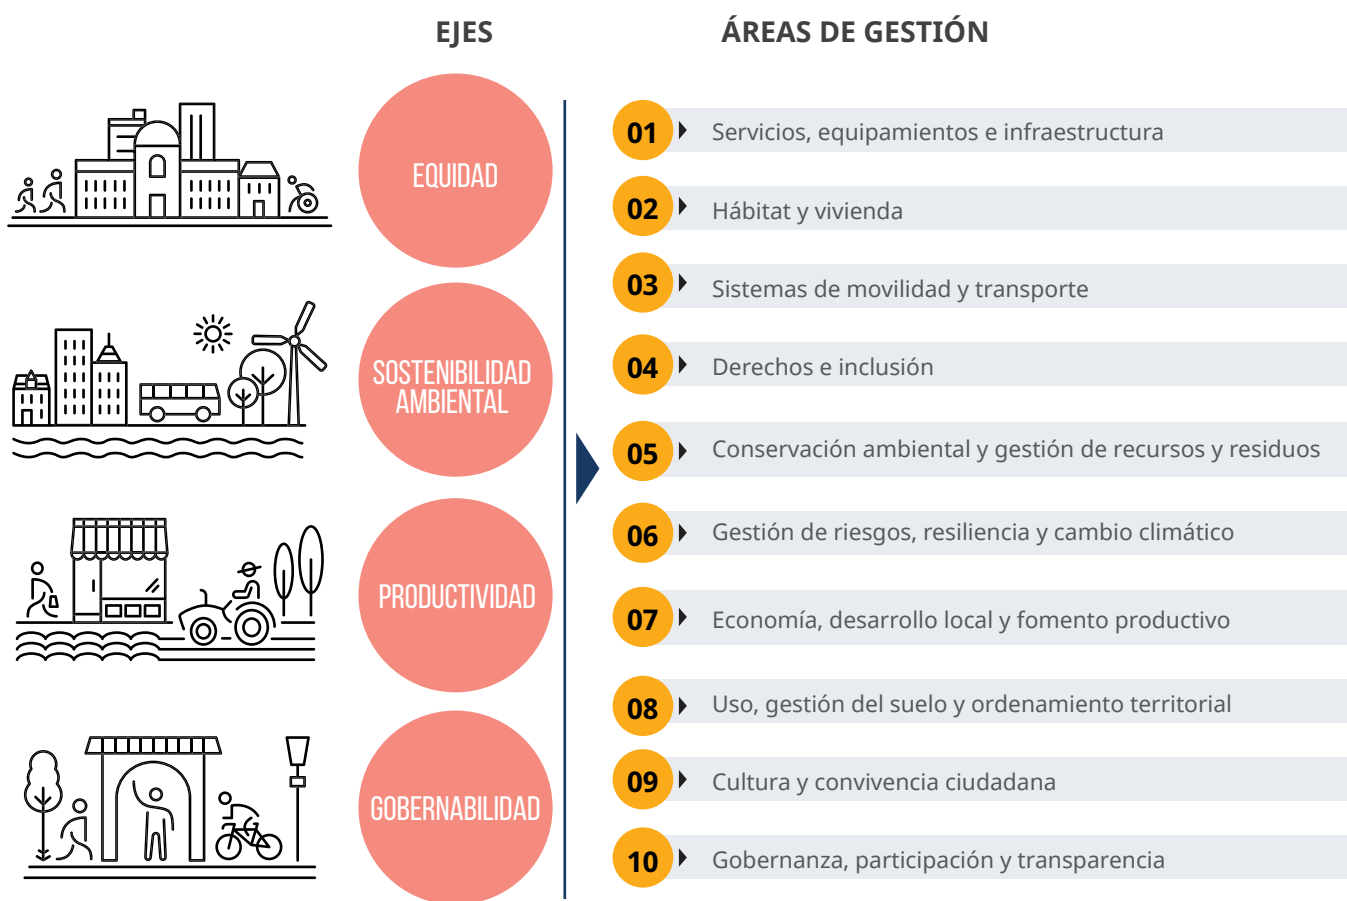 EJES
ÁREAS DE GESTIÓN
EQUIDAD
SOSTENIBILIDAD
AMBIENTAL
PRODUCTIVIDAD
GOBERNABILIDAD
01 Servicios, equipamientos e infraestructura
02 Hábitat y vivienda
03 Sistemas de movilidad y transporte
04 Derechos e inclusión
05 Conservación ambiental y gestión de recursos y residuos
06 Gestión de riesgos, resiliencia y cambio climático
07 Economía, desarrollo local y fomento productivo
08 Uso, gestión del suelo y ordenamiento territorial
09 Cultura y convivencia ciudadana
10 Gobernanza, participación y transparencia